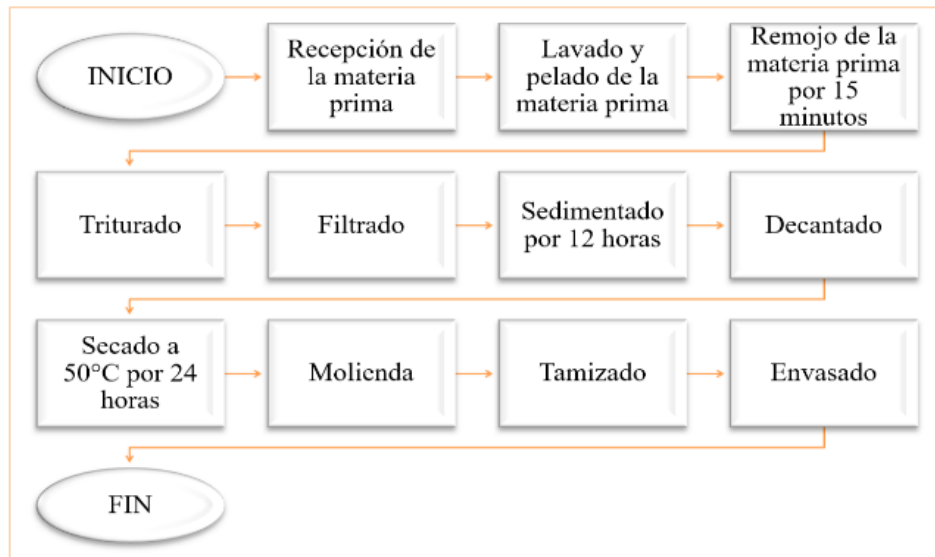 INICIO
Recepción de
la materia
prima
Lavado y
pelado de la
materia prima
Remojo de la
materia prima
por 15
minutos
Triturado
Filtrado
Sedimentado
por 12 horas
Decantado
Secado a
50°C por 24
horas
Molienda
Tamizado
Envasado
FIN